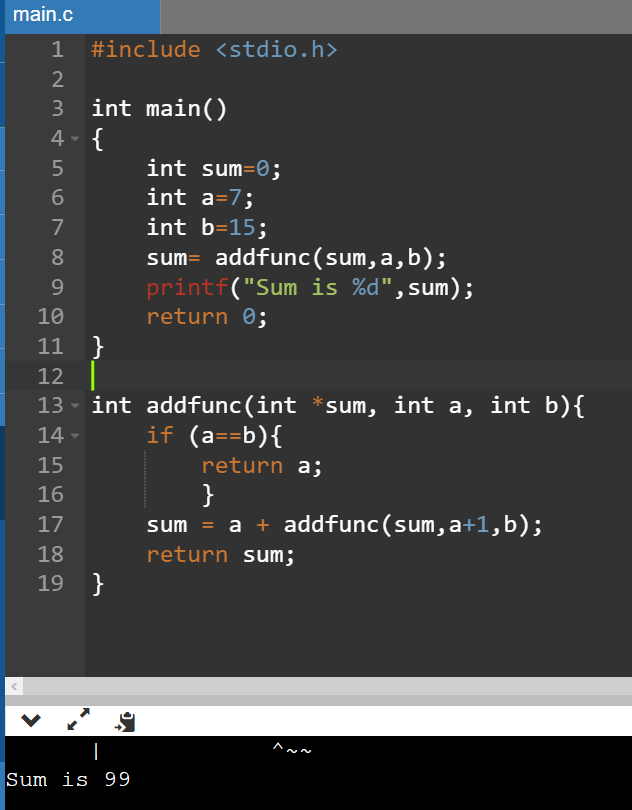 main.c
1 #include <stdio.h>
2
3 int main()
4 {
5     int sum=0;
6     int a=7;
7     int b=15;
8     sum= addfunc(sum,a,b);
9     printf("Sum is %d",sum);
10     return 0;
11 }
12
13 int addfunc(int *sum, int a, int b){
14     if (a==b){
15         return a;
16         }
17     sum = a + addfunc(sum,a+1,b);
18     return sum;
19 }
|             ^~~
Sum is 99